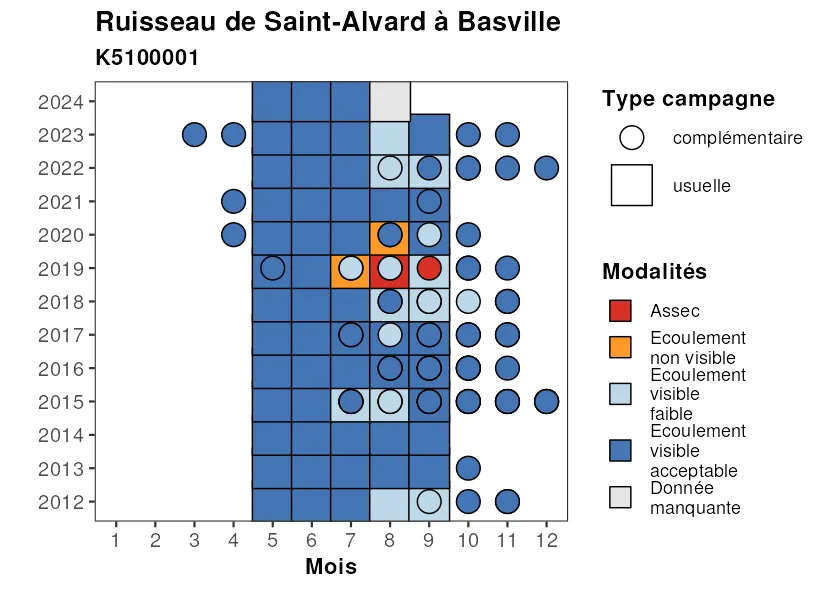 Ruisseau de Saint-Alvard à Basville
K5100001
2024
2023
2022
2021
2020
2019
2018
2017
2016
2015
2014
2013
2012
1 2 3 4 5 6 7 8 9 10 11 12
Mois
Type campagne
complémentaire
usuelle
Modalités
Assec
Ecoulement
non visible
Ecoulement
visible
faible
Ecoulement
visible
acceptable
Donnée
manquante